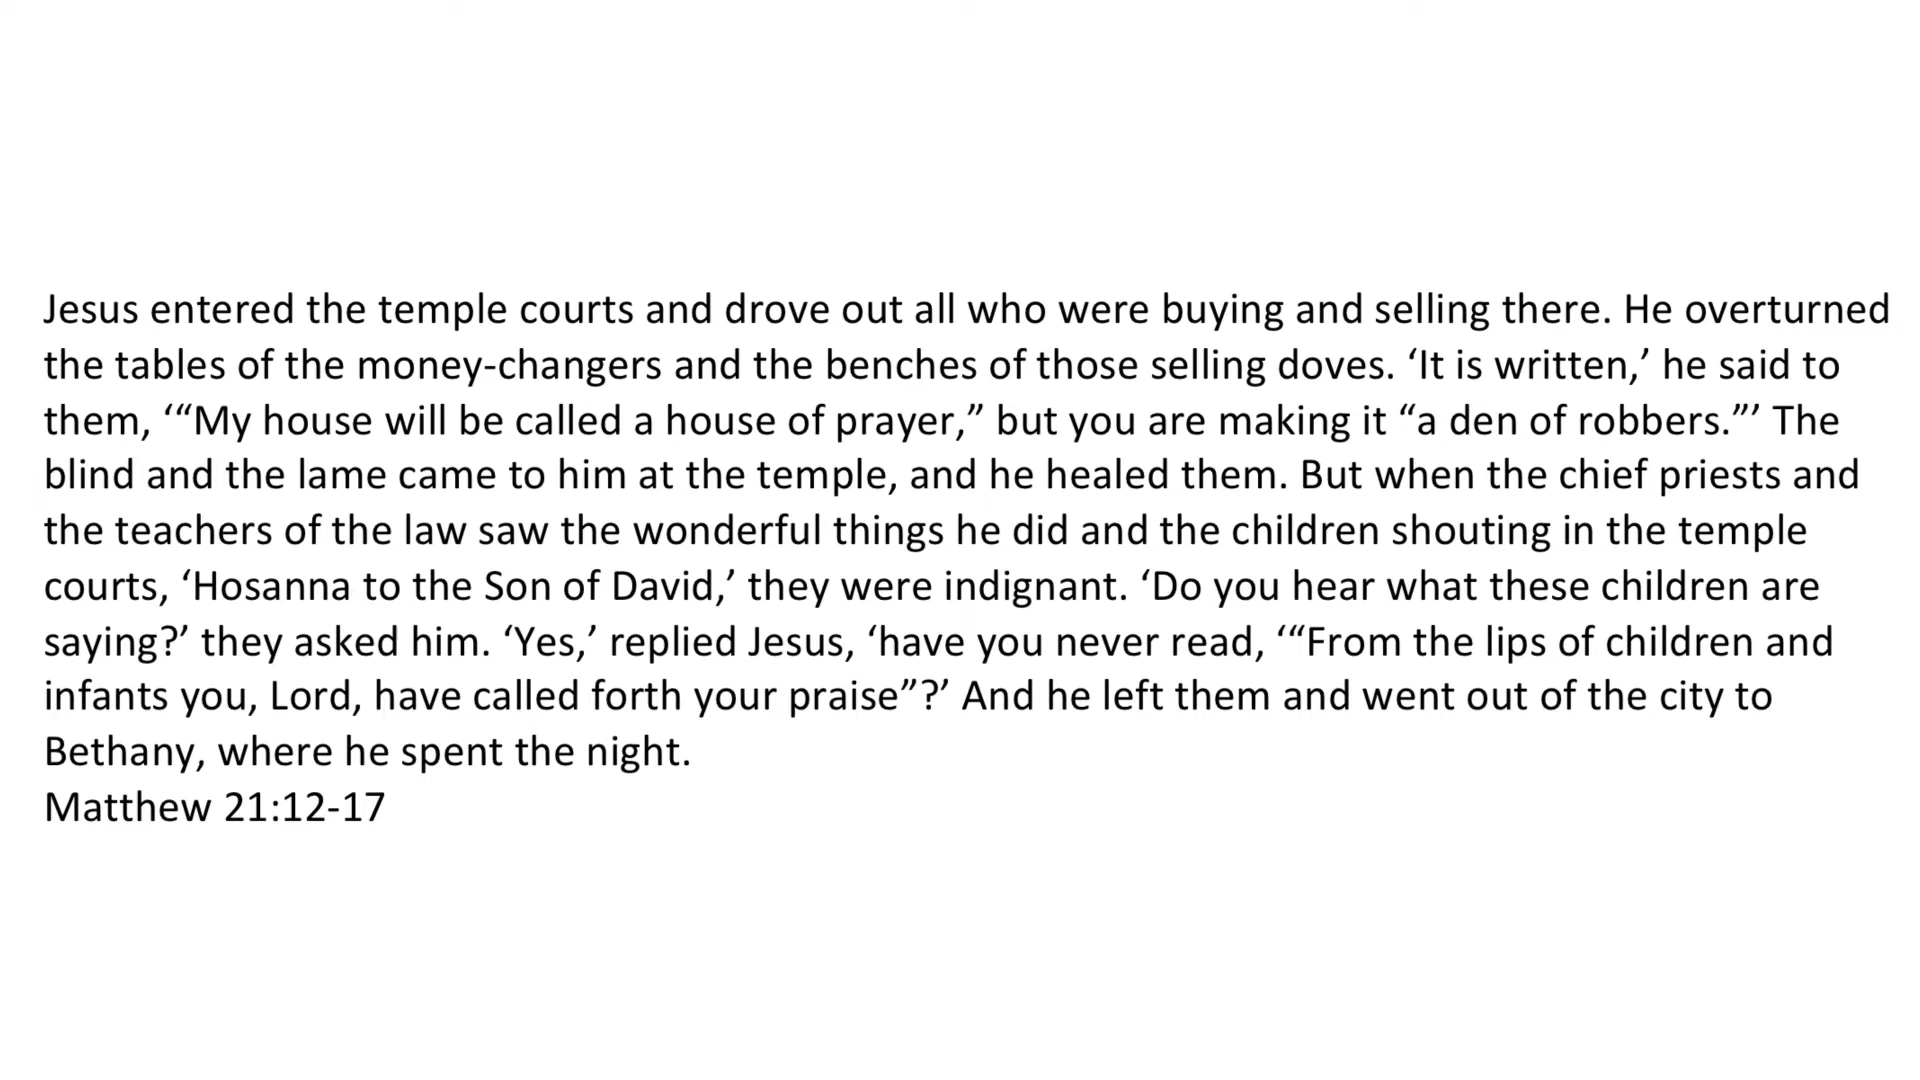 Jesus entered the temple courts and drove out all who were buying and selling there. He overturned
the tables of the money-changers and the benches of those selling doves. ‘It is written,’ he said to
them, ‘“My house will be called a house of prayer,” but you are making it “a den of robbers.”’ The
blind and the lame came to him at the temple, and he healed them. But when the chief priests and
the teachers of the law saw the wonderful things he did and the children shouting in the temple
courts, ‘Hosanna to the Son of David,’ they were indignant. ‘Do you hear what these children are
saying?’ they asked him. ‘Yes,’ replied Jesus, ‘have you never read, ‘“From the lips of children and
infants you, Lord, have called forth your praise”?’ And he left them and went out of the city to
Bethany, where he spent the night.
Matthew 21:12-17